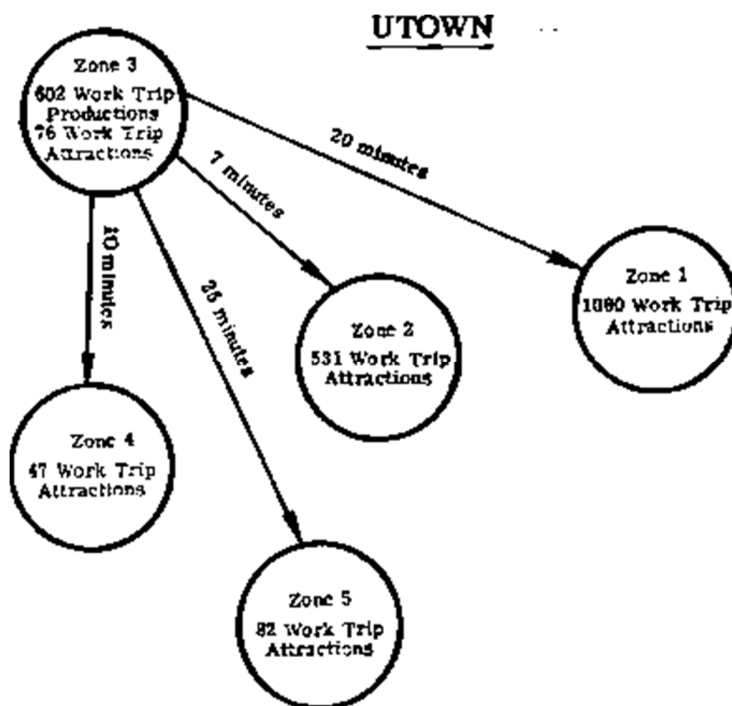 UTOWN
Zone 3
602 Work Trip
Productions
76 Work Trip
Attractions
20 minutes
7 minutes
10 minutes
25 minutes
Zone 1
1080 Work Trip
Attractions
Zone 2
531 Work Trip
Attractions
Zone 4
47 Work Trip
Attractions
Zone 5
82 Work Trip
Attractions